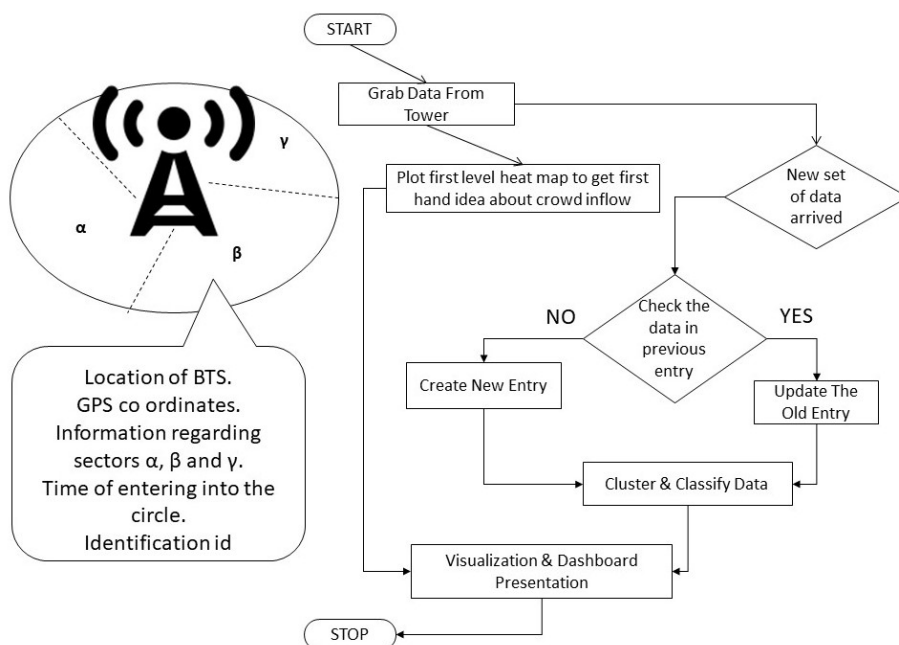 START
Grab Data From
Tower
Plot first level heat map to get first
hand idea about crowd inflow
New set
of data
arrived
Check the
data in
previous
entry
NO
YES
Create New Entry
Update The
Old Entry
Cluster & Classify Data
Visualization & Dashboard
Presentation
STOP
γ
α
β
Location of BTS.
GPS co ordinates.
Information regarding
sectors α, β and γ.
Time of entering into the
circle.
Identification id